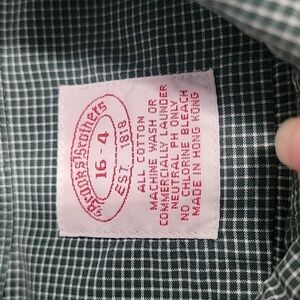 Brooks Brothers
16 - 4
EST. 1818
ALL COTTON
MACHINE WASH OR
COMMERCIALLY LAUNDER
NEUTRAL PH ONLY
NO CHLORINE BLEACH
MADE IN HONG KONG